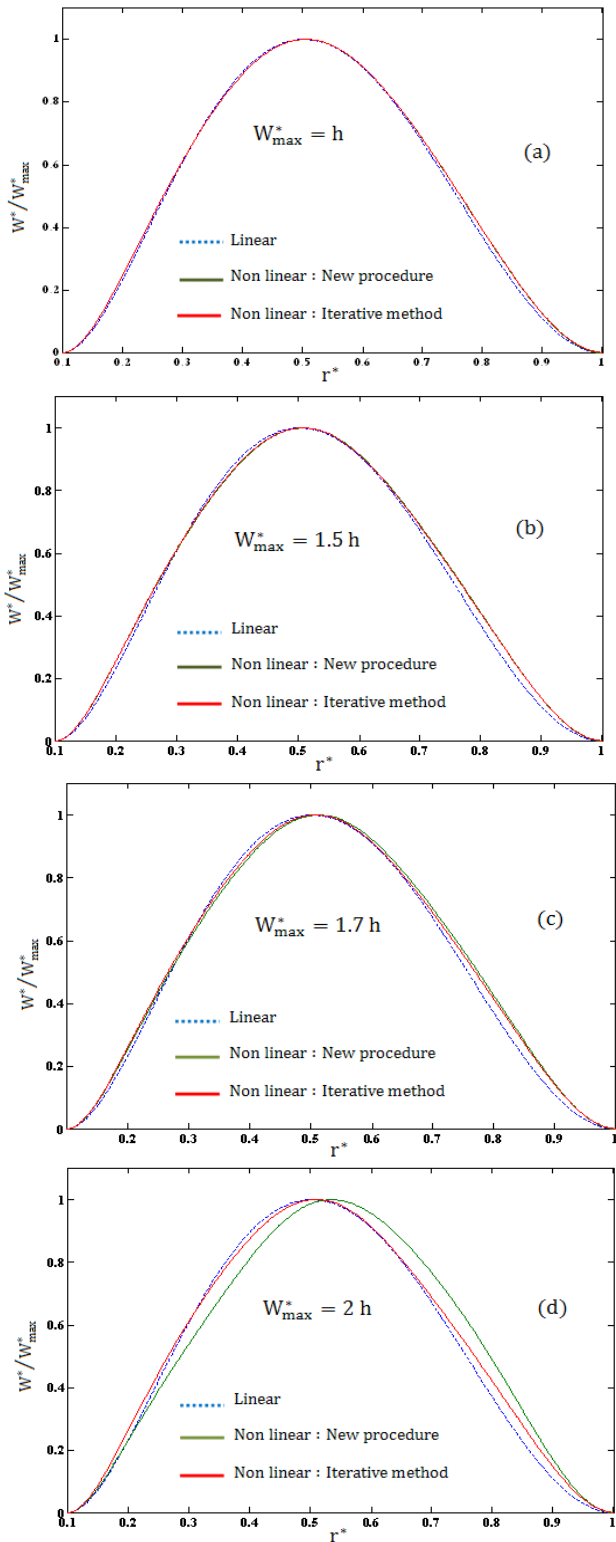 1
0.8
0.6
0.4
0.2
0
W*/W*max
W*max = h
(a)
Linear
Non linear : New procedure
Non linear : Iterative method
0.1 0.2 0.3 0.4 0.5 0.6 0.7 0.8 0.9 1
r*
1
0.8
0.6
0.4
0.2
0
W*/W*max
W*max = 1.5 h
(b)
Linear
Non linear : New procedure
Non linear : Iterative method
0.1 0.2 0.3 0.4 0.5 0.6 0.7 0.8 0.9 1
r*
1
0.8
0.6
0.4
0.2
0
W*/W*max
W*max = 1.7 h
(c)
Linear
Non linear : New procedure
Non linear : Iterative method
0.2 0.3 0.4 0.5 0.6 0.7 0.8 0.9 1
r*
1
0.8
0.6
0.4
0.2
0
W*/W*max
W*max = 2 h
(d)
Linear
Non linear : New procedure
Non linear : Iterative method
0.1 0.2 0.3 0.4 0.5 0.6 0.7 0.8 0.9 1
r*